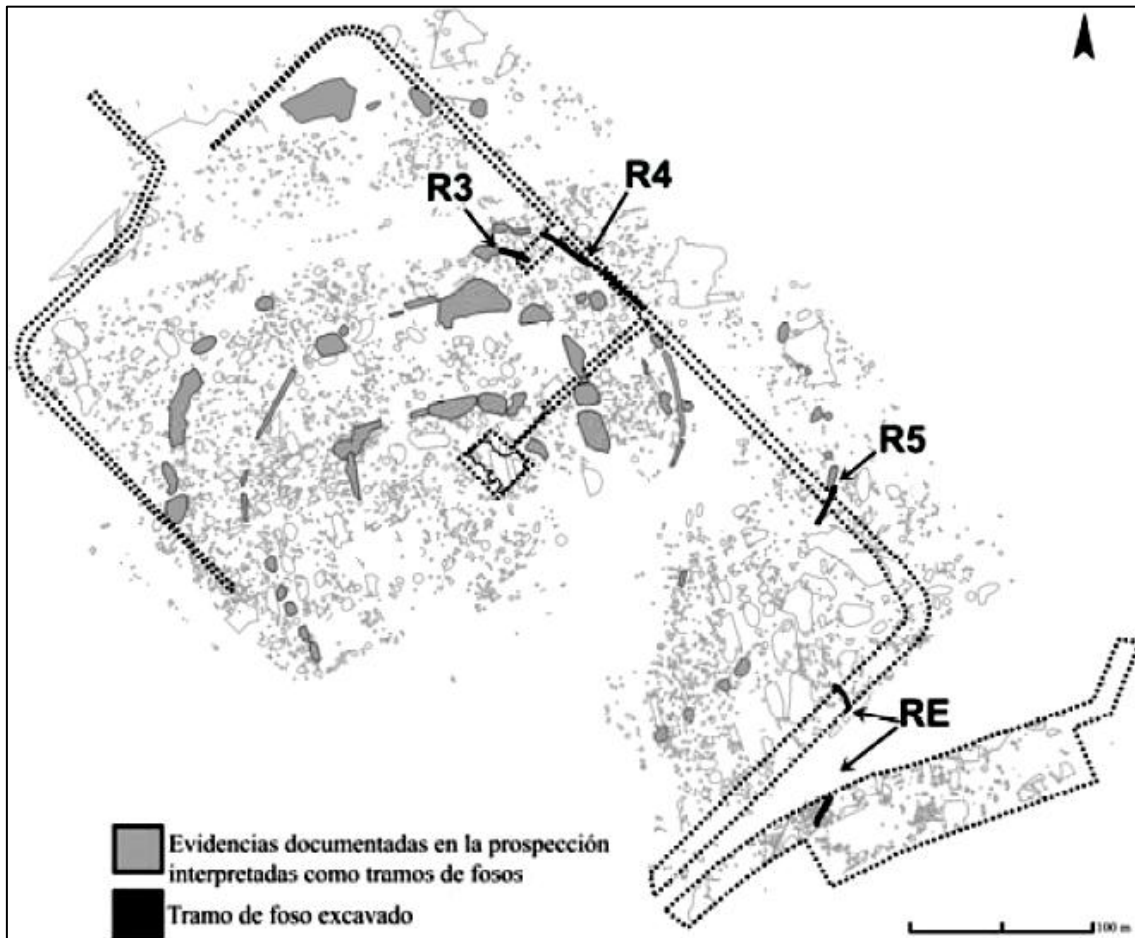 R3
R4
R5
RE
Evidencias documentadas en la prospección
interpretadas como tramos de fosos
Tramo de foso excavado
100 m